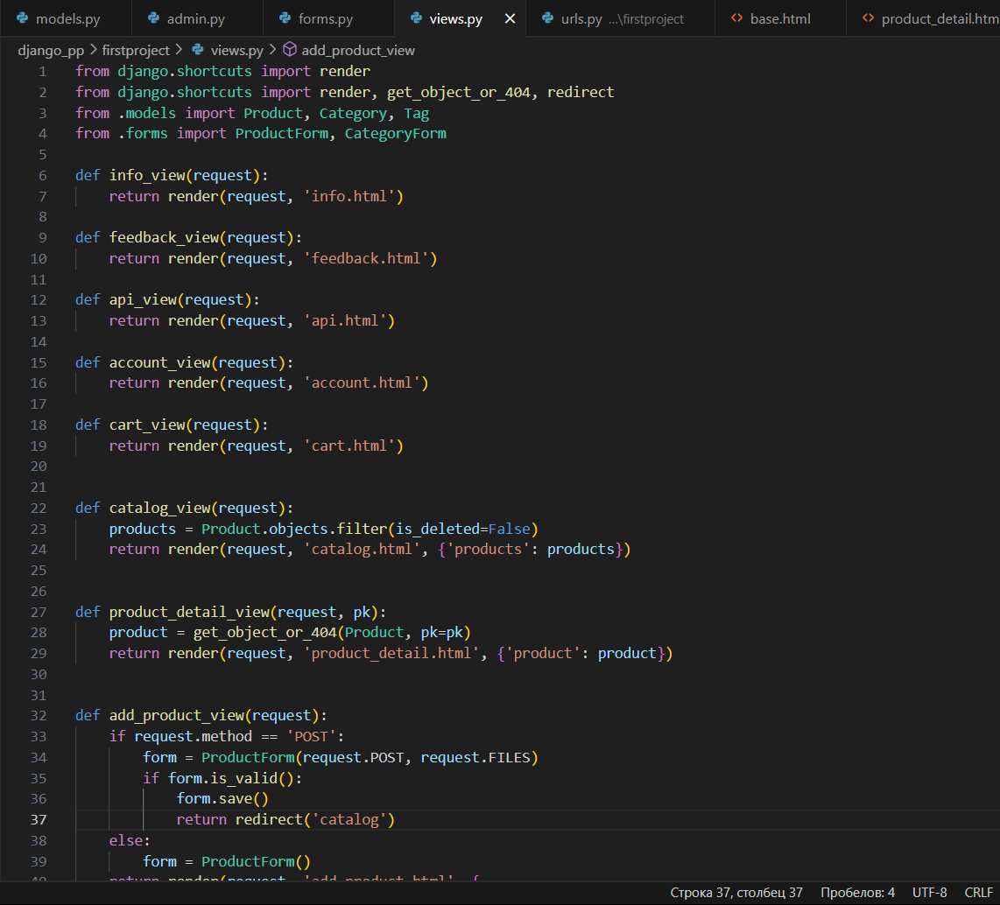 models.py admin.py forms.py views.py urls.py ...\firstproject base.html product_detail.htm
django_pp > firstproject > views.py > add_product_view
1 from django.shortcuts import render
2 from django.shortcuts import render, get_object_or_404, redirect
3 from .models import Product, Category, Tag
4 from .forms import ProductForm, CategoryForm
5
6 def info_view(request):
7     return render(request, 'info.html')
8
9 def feedback_view(request):
10     return render(request, 'feedback.html')
11
12 def api_view(request):
13     return render(request, 'api.html')
14
15 def account_view(request):
16     return render(request, 'account.html')
17
18 def cart_view(request):
19     return render(request, 'cart.html')
20
21
22 def catalog_view(request):
23     products = Product.objects.filter(is_deleted=False)
24     return render(request, 'catalog.html', {'products': products})
25
26
27 def product_detail_view(request, pk):
28     product = get_object_or_404(Product, pk=pk)
29     return render(request, 'product_detail.html', {'product': product})
30
31
32 def add_product_view(request):
33     if request.method == 'POST':
34         form = ProductForm(request.POST, request.FILES)
35         if form.is_valid():
36             form.save()
37             return redirect('catalog')
38     else:
39         form = ProductForm()
40     return render(request, 'add_product.html', {
Строка 37, столбец 37 Пробелов: 4 UTF-8 CRLF